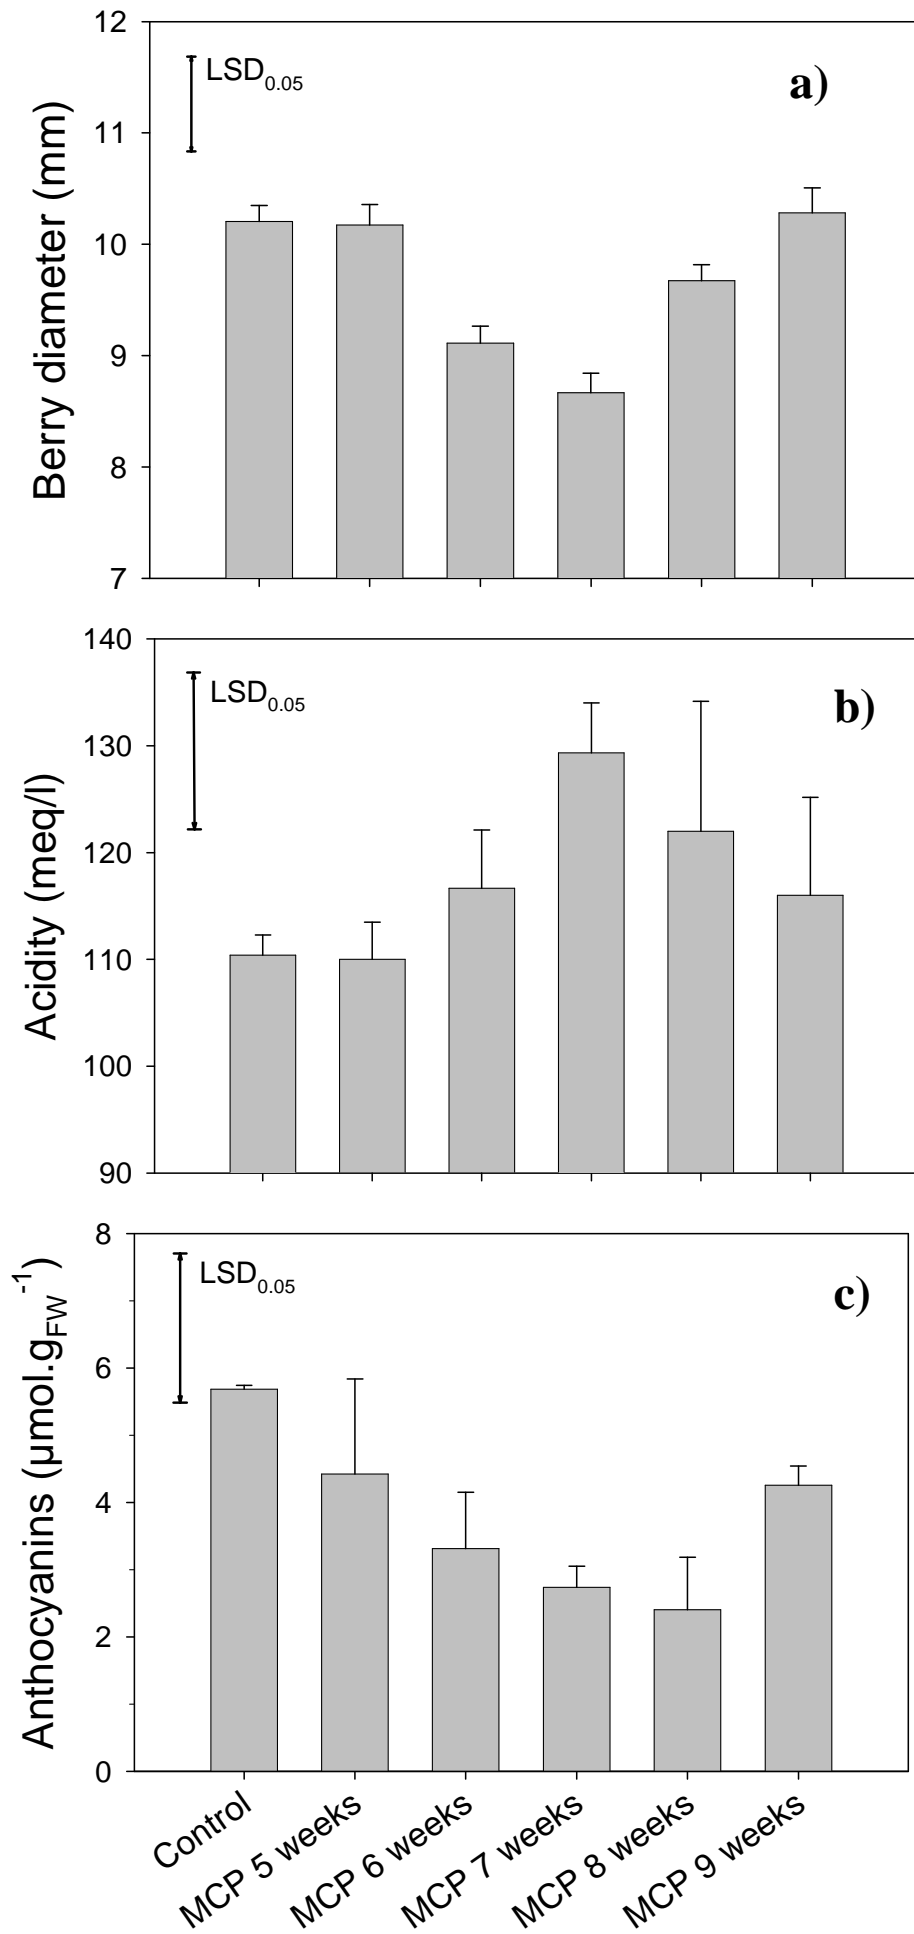 12
11
10
9
8
7
Berry diameter (mm)
LSD0.05
a)
140
130
120
110
100
90
Acidity (meq/l)
LSD0.05
b)
8
6
4
2
0
Anthocyanins (µmol.gFW-1)
LSD0.05
c)
Control
MCP 5 weeks
MCP 6 weeks
MCP 7 weeks
MCP 8 weeks
MCP 9 weeks